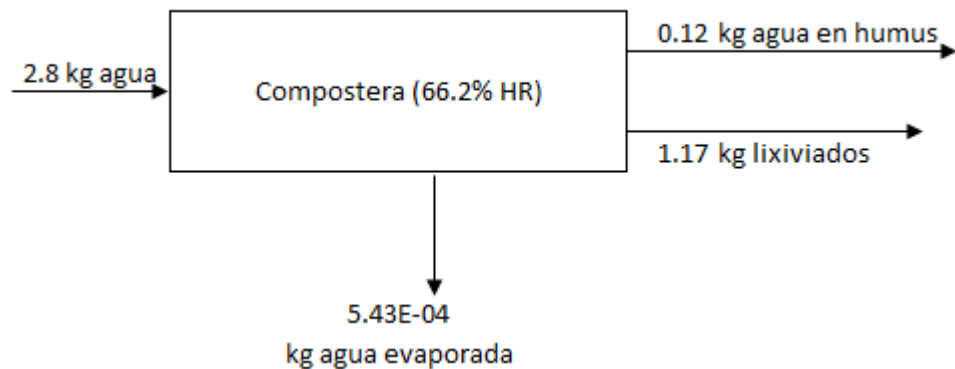 0.12 kg agua en humus
2.8 kg agua
Compostera (66.2% HR)
1.17 kg lixiviados
5.43E-04
kg agua evaporada